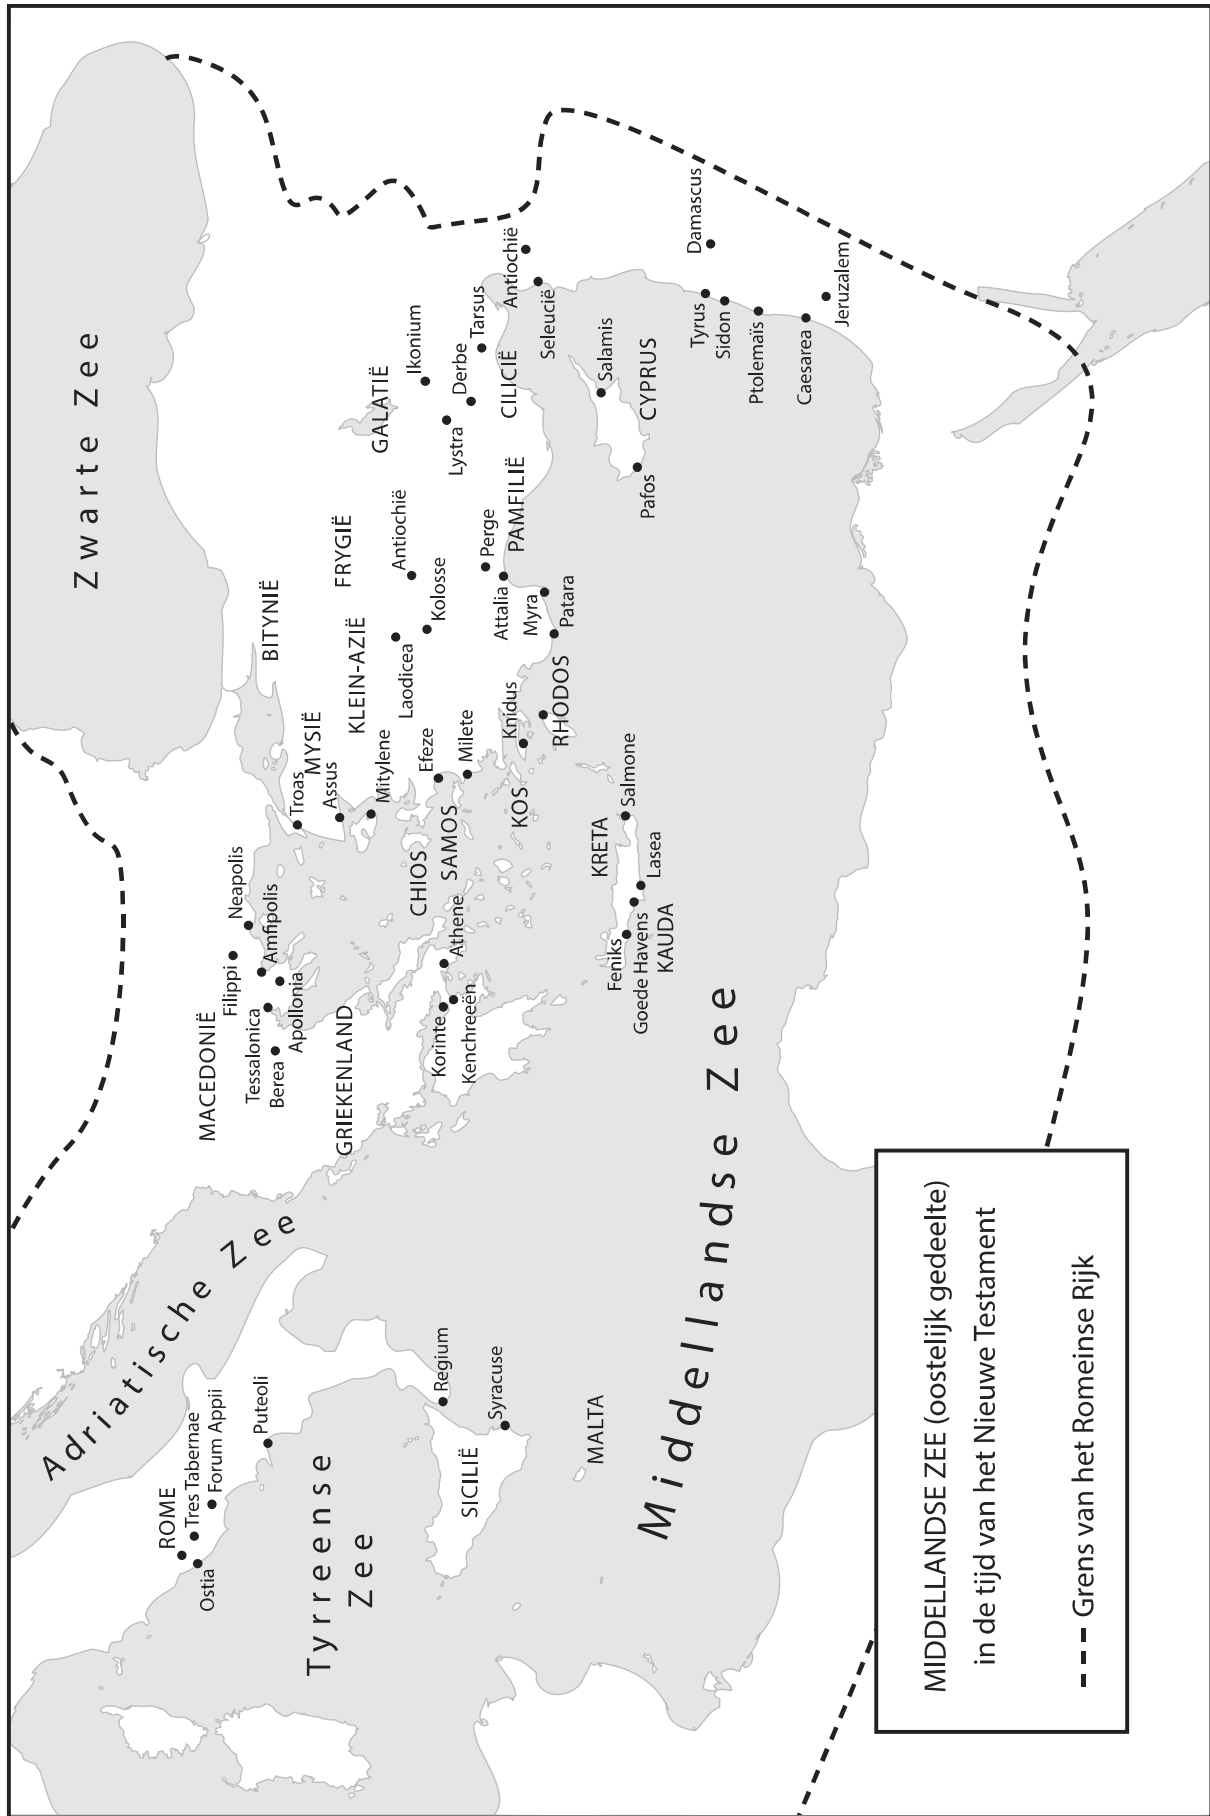 Zwarte Zee
Adriatische Zee
Tyrreense
Zee
Middellandse Zee
ROME
Tres Tabernae
Forum Appii
Ostia
Puteoli
Regium
Syracuse
SICILIË
MALTA
MACEDONIË
Filippi
Neapolis
Amfipolis
Tessalonica
Apollonia
Berea
GRIEKENLAND
Korinte
Kenchreeën
Athene
BITYNIË
MYSIË
Troas
Assus
Mitylene
KLEIN-AZIË
FRYGIË
GALATIË
CHIOS
SAMOS
Efeze
Milete
KOS
Knidus
RHODOS
Laodicea
Kolosse
Antiochië
Perge
Attalia
PAMFILIË
Myra
Patara
Ikonium
Lystra
Derbe
Tarsus
CILICIË
Antiochië
Seleucië
Salamis
CYPRUS
Pafos
KRETA
Salmone
Lasea
Feniks
Goede Havens
KAUDA
Damascus
Tyrus
Sidon
Ptolemaïs
Caesarea
Jeruzalem
MIDDELLANDSE ZEE (oostelijk gedeelte)
in de tijd van het Nieuwe Testament
Grens van het Romeinse Rijk